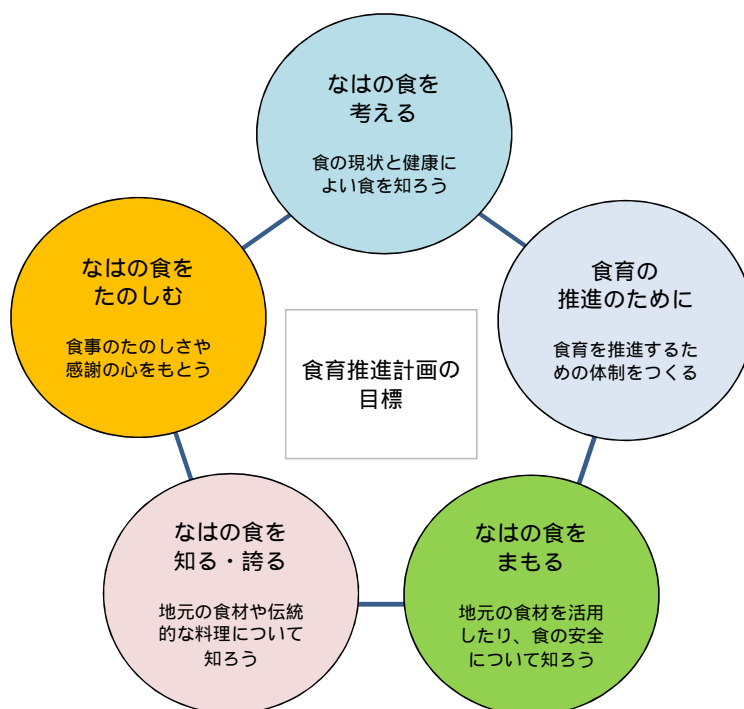 なはの食を
考える
食の現状と健康に
よい食を知ろう
なはの食を
たのしむ
食事のたのしさや
感謝の心をもとう
食育の
推進のために
食育を推進するた
めの体制をつくる
食育推進計画の
目標
なはの食を
知る・誇る
地元の食材や伝統
的な料理について
知ろう
なはの食を
まもる
地元の食材を活用
したり、食の安全
について知ろう